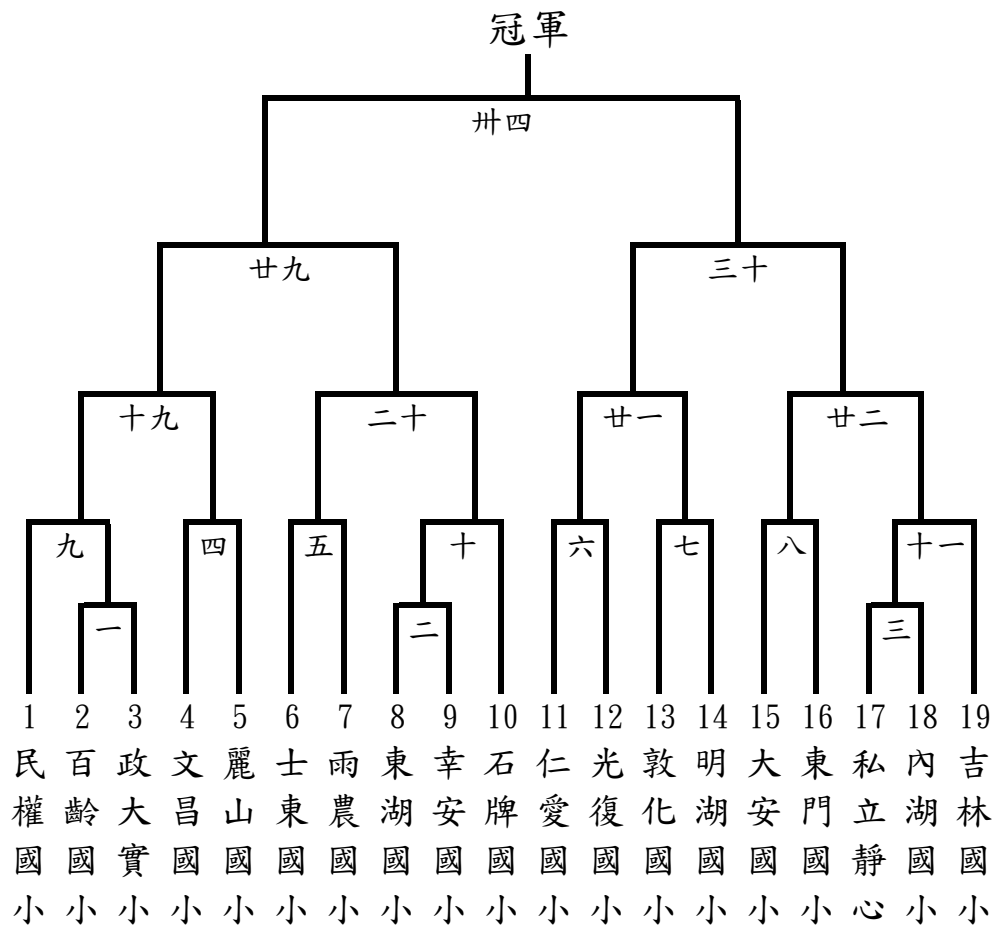 冠軍
卅四
廿九
三十
十九
二十
廿一
廿二
九
四
五
十
六
七
八
十一
一
二
三
1 2 3 4 5 6 7 8 9 10 11 12 13 14 15 16 17 18 19
民權國小
百齡國小
政大實小
文昌國小
麗山國小
士東國小
雨農國小
東湖國小
幸安國小
石牌國小
仁愛國小
光復國小
敦化國小
明湖國小
大安國小
東門國小
私立靜心
內湖國小
吉林國小